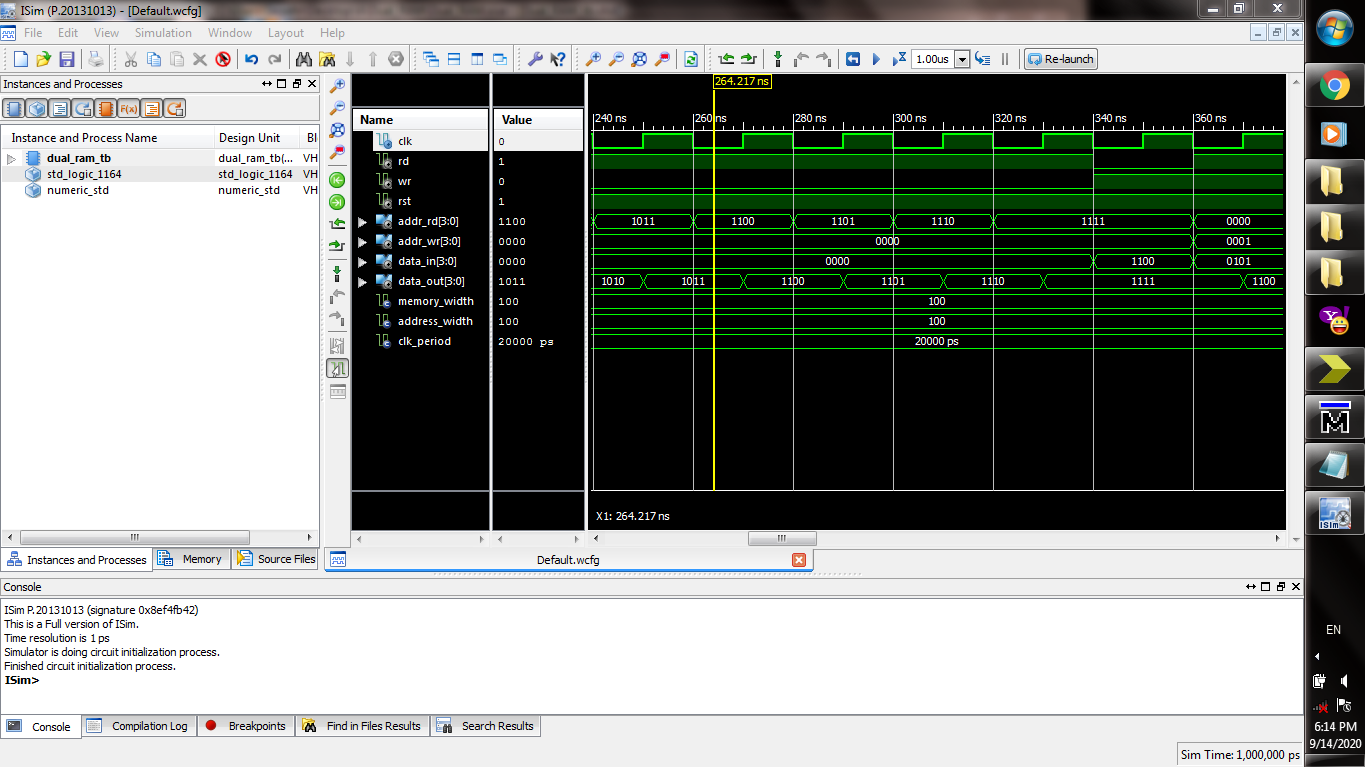 ISim (P.20131013) - [Default.wcfg]
File Edit View Simulation Window Layout Help
1.00us Re-launch
Instances and Processes
Instance and Process Name Design Unit Bl
dual_ram_tb dual_ram_tb(... VH
std_logic_1164 std_logic_1164 VH
numeric_std numeric_std VH
Instances and Processes Memory Source Files
Name Value
clk 0
rd 1
wr 0
rst 1
addr_rd[3:0] 1100
addr_wr[3:0] 0000
data_in[3:0] 0000
data_out[3:0] 1011
memory_width 100
address_width 100
clk_period 20000 ps
264.217 ns
240 ns 260 ns 280 ns 300 ns 320 ns 340 ns 360 ns
1011 1100 1101 1110 1111 0000
0000 0001
0000 1100 0101
1010 1011 1100 1101 1110 1111 1100
100
100
20000 ps
X1: 264.217 ns
Default.wcfg
Console
ISim P.20131013 (signature 0x8ef4fb42)
This is a Full version of ISim.
Time resolution is 1 ps
Simulator is doing circuit initialization process.
Finished circuit initialization process.
ISim>
Console Compilation Log Breakpoints Find in Files Results Search Results
Sim Time: 1,000,000 ps
ISim
EN
6:14 PM
9/14/2020